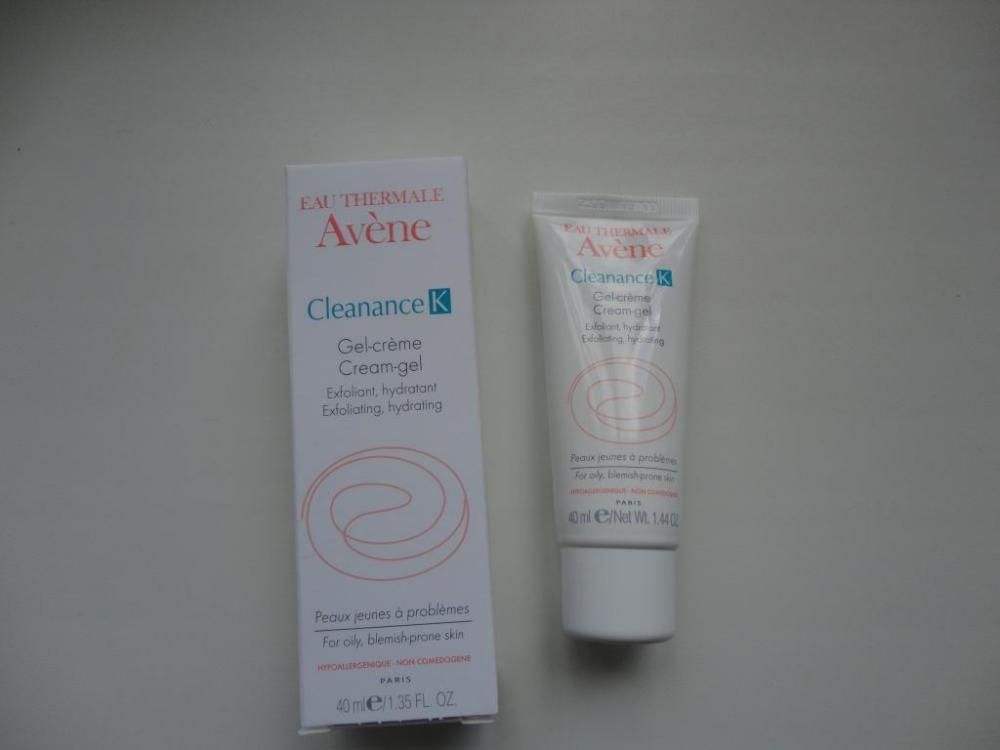 EAU THERMALE
Avène
Cleanance K
Gel-crème
Cream-gel
Exfoliant, hydratant
Exfoliating, hydrating
Peaux jeunes à problèmes
For oily, blemish-prone skin
HYPOALLERGENIQUE - NON COMEDOGENE
PARIS
40 ml e/1.35 FL. OZ.
EAU THERMALE
Avène
Cleanance K
Gel-crème
Cream-gel
Exfoliant, hydratant
Exfoliating, hydrating
Peaux jeunes à problèmes
For oily, blemish-prone skin
HYPOALLERGENIQUE - NON COMEDOGENE
PARIS
40 ml e/Net Wt. 1.44 OZ